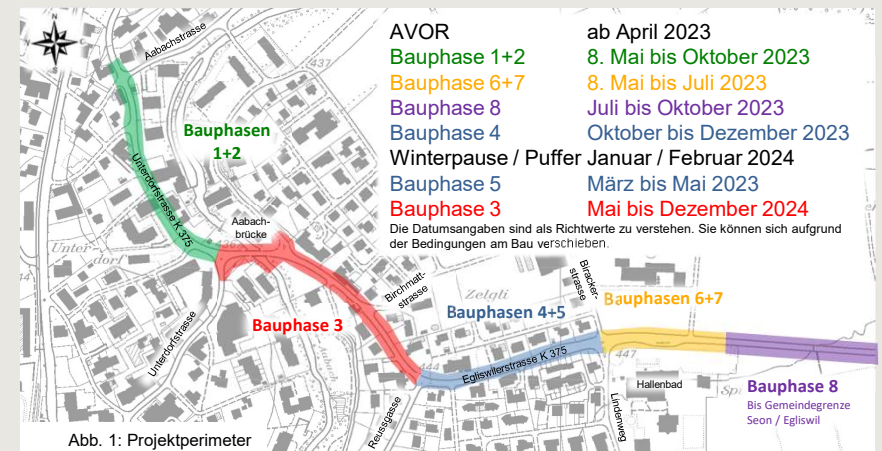 N
Aabachstrasse
437
AVOR ab April 2023
Bauphase 1+2 8. Mai bis Oktober 2023
Bauphase 6+7 8. Mai bis Juli 2023
Bauphase 8 Juli bis Oktober 2023
Bauphase 4 Oktober bis Dezember 2023
Winterpause / Puffer Januar / Februar 2024
Bauphase 5 März bis Mai 2023
Bauphase 3 Mai bis Dezember 2024
Die Datumsangaben sind als Richtwerte zu verstehen. Sie können sich aufgrund
der Bedingungen am Bau verschieben.
Bauphasen
1+2
Unterdorfstrasse K 375
Aabach-
brücke
Unter-
dorf
Unterdorfstrasse
Bauphase 3
Birchmatt-
strasse
Zelgli
Biracker-
strasse
Bauphasen 4+5
Bauphasen 6+7
Egliswilerstrasse K 375
447
Hallenbad
Bauphase 8
Bis Gemeindegrenze
Seon / Egliswil
Reussgasse
Lindenweg
Abb. 1: Projektperimeter